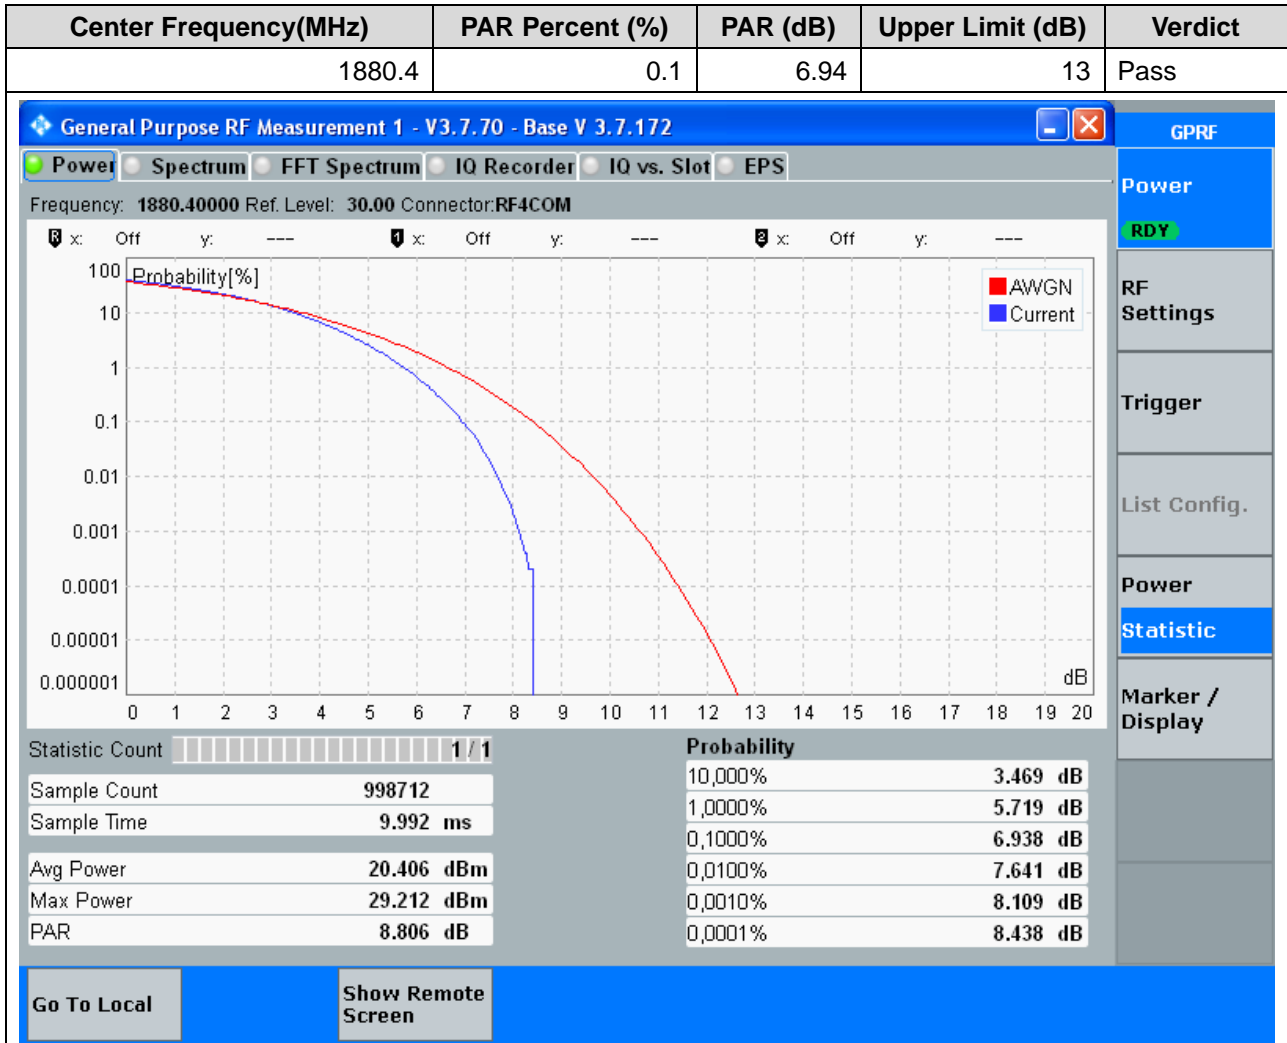 Center Frequency(MHz) PAR Percent (%) PAR (dB) Upper Limit (dB) Verdict
1880.4 0.1 6.94 13 Pass
General Purpose RF Measurement 1 - V3.7.70 - Base V 3.7.172
GPRF
Power Spectrum FFT Spectrum IQ Recorder IQ vs. Slot EPS
Power
RDY
Frequency: 1880.40000 Ref. Level: 30.00 Connector:RF4COM
R x: Off y: --- 1 x: Off y: --- 2 x: Off y: ---
Probability[%]
AWGN
Current
100
10
1
0.1
0.01
0.001
0.0001
0.00001
0.000001
dB
0 1 2 3 4 5 6 7 8 9 10 11 12 13 14 15 16 17 18 19 20
RF
Settings
Trigger
List Config.
Power
Statistic
Marker /
Display
Statistic Count 1 / 1
Sample Count 998712
Sample Time 9.992 ms
Avg Power 20.406 dBm
Max Power 29.212 dBm
PAR 8.806 dB
Probability
10,000% 3.469 dB
1,0000% 5.719 dB
0,1000% 6.938 dB
0,0100% 7.641 dB
0,0010% 8.109 dB
0,0001% 8.438 dB
Go To Local
Show Remote
Screen